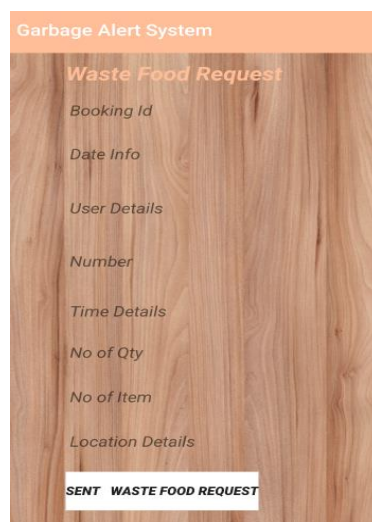 Garbage Alert System
Waste Food Request
Booking Id
Date Info
User Details
Number
Time Details
No of Qty
No of Item
Location Details
SENT WASTE FOOD REQUEST